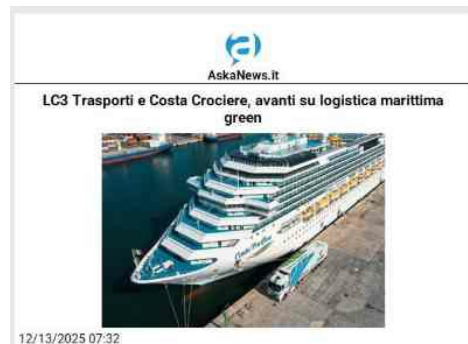 AskaNews.it
LC3 Trasporti e Costa Crociere, avanti su logistica marittima
green
12/13/2025 07:32